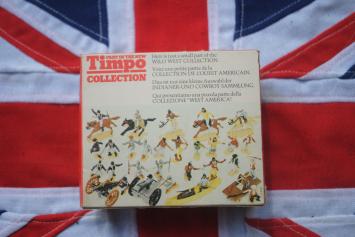 PART OF THE NEW
Timpo
COLLECTION
Here is just a small part of the
WILD WEST COLLECTION.
Voici une petite partie de la
COLLECTION DE L'OUEST AMERICAIN.
Dies ist nur eine kleine Auswahl der
INDIANER-UND COWBOY-SAMMLUNG.
Qui presentiamo una piccola parte della
COLLEZIONE "WEST AMERICA".